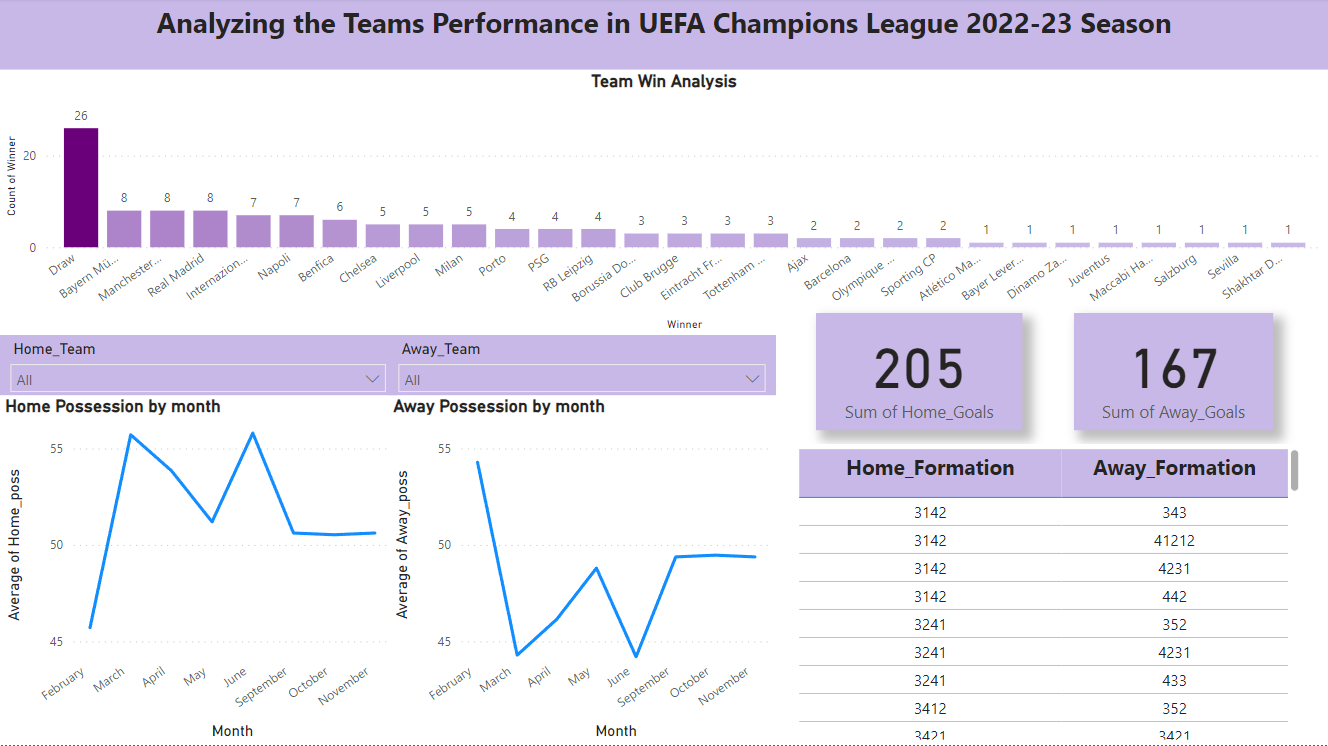 Analyzing the Teams Performance in UEFA Champions League 2022-23 Season
Team Win Analysis
Count of Winner
20
0
26
8
8
8
7
7
6
5
5
5
4
4
4
3
3
3
3
2
2
2
2
1
1
1
1
1
1
1
1
Draw
Bayern Mü...
Manchester...
Real Madrid
Internazion...
Napoli
Benfica
Chelsea
Liverpool
Milan
Porto
PSG
RB Leipzig
Borussia Do...
Club Brugge
Eintracht Fr...
Tottenham ...
Ajax
Barcelona
Olympique ...
Sporting CP
Atlético Ma...
Bayer Lever...
Dinamo Za...
Juventus
Maccabi Ha...
Salzburg
Sevilla
Shakhtar D...
Winner
Home_Team
All
Away_Team
All
205
Sum of Home_Goals
167
Sum of Away_Goals
Home Possession by month
Average of Home_poss
55
50
45
February
March
April
May
June
September
October
November
Month
Away Possession by month
Average of Away_poss
55
50
45
February
March
April
May
June
September
October
November
Month
Home_Formation Away_Formation
3142 343
3142 41212
3142 4231
3142 442
3241 352
3241 4231
3241 433
3412 352
3421 3421